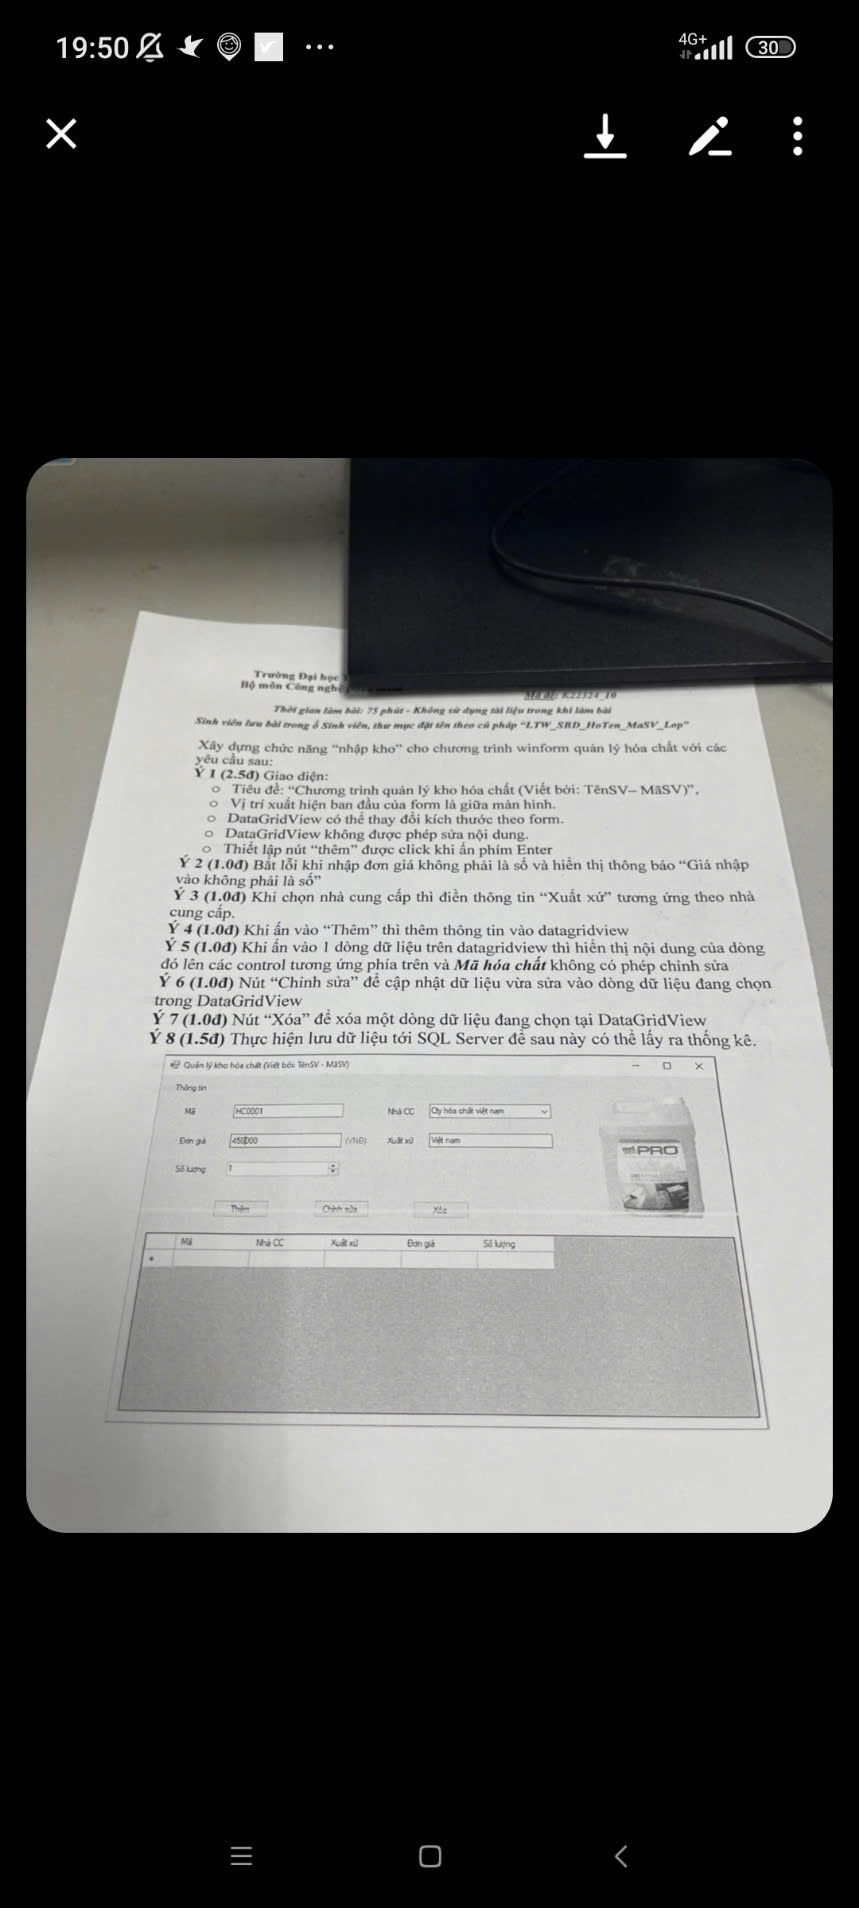 19:50
4G+
30
Trường Đại học
Bộ môn Công nghệ
Mã đề: K22324_10
Thời gian làm bài: 75 phút - Không sử dụng tài liệu trong khi làm bài
Sinh viên lưu bài trong ổ Sinh viên, thư mục đặt tên theo cú pháp “LTW_SBD_HoTen_MaSV_Lop”
Xây dựng chức năng “nhập kho” cho chương trình winform quản lý hóa chất với các
yêu cầu sau:
Ý 1 (2.5đ) Giao diện:
○ Tiêu đề: “Chương trình quản lý kho hóa chất (Viết bởi: TênSV– MãSV)”,
○ Vị trí xuất hiện ban đầu của form là giữa màn hình.
○ DataGridView có thể thay đổi kích thước theo form.
○ DataGridView không được phép sửa nội dung.
○ Thiết lập nút “thêm” được click khi ấn phím Enter
Ý 2 (1.0đ) Bắt lỗi khi nhập đơn giá không phải là số và hiển thị thông báo “Giá nhập
vào không phải là số”
Ý 3 (1.0đ) Khi chọn nhà cung cấp thì điền thông tin “Xuất xứ” tương ứng theo nhà
cung cấp.
Ý 4 (1.0đ) Khi ấn vào “Thêm” thì thêm thông tin vào datagridview
Ý 5 (1.0đ) Khi ấn vào 1 dòng dữ liệu trên datagridview thì hiển thị nội dung của dòng
đó lên các control tương ứng phía trên và Mã hóa chất không có phép chỉnh sửa
Ý 6 (1.0đ) Nút “Chỉnh sửa” để cập nhật dữ liệu vừa sửa vào dòng dữ liệu đang chọn
trong DataGridView
Ý 7 (1.0đ) Nút “Xóa” để xóa một dòng dữ liệu đang chọn tại DataGridView
Ý 8 (1.5đ) Thực hiện lưu dữ liệu tới SQL Server để sau này có thể lấy ra thống kê.
Quản lý kho hóa chất (Viết bởi: TênSV - MãSV)
Thông tin
Mã HC0001 Nhà CC Cty hóa chất việt nam
Đơn giá 450000 (VNĐ) Xuất xứ Việt nam
Số lượng 1
PRO
Thêm Chỉnh sửa Xóa
Mã Nhà CC Xuất xứ Đơn giá Số lượng